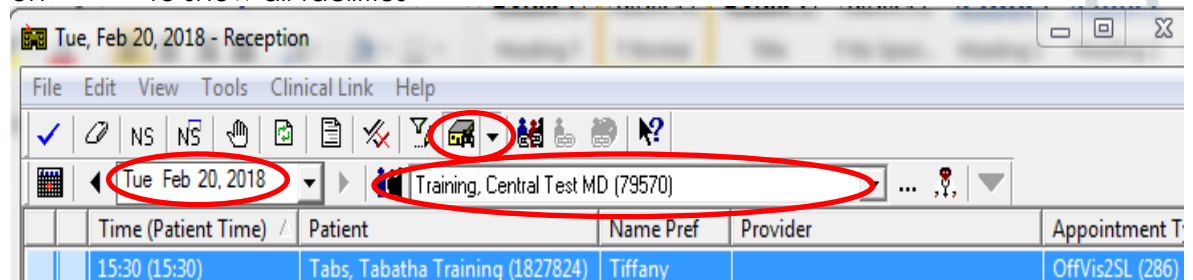 Tue, Feb 20, 2018 - Reception
File Edit View Tools Clinical Link Help
NS NS
Tue Feb 20, 2018 Training, Central Test MD (79570) ...
Time (Patient Time) Patient Name Pref Provider Appointment Ty
15:30 (15:30) Tabs, Tabatha Training (1827824) Tiffany OffVis2SL (286)